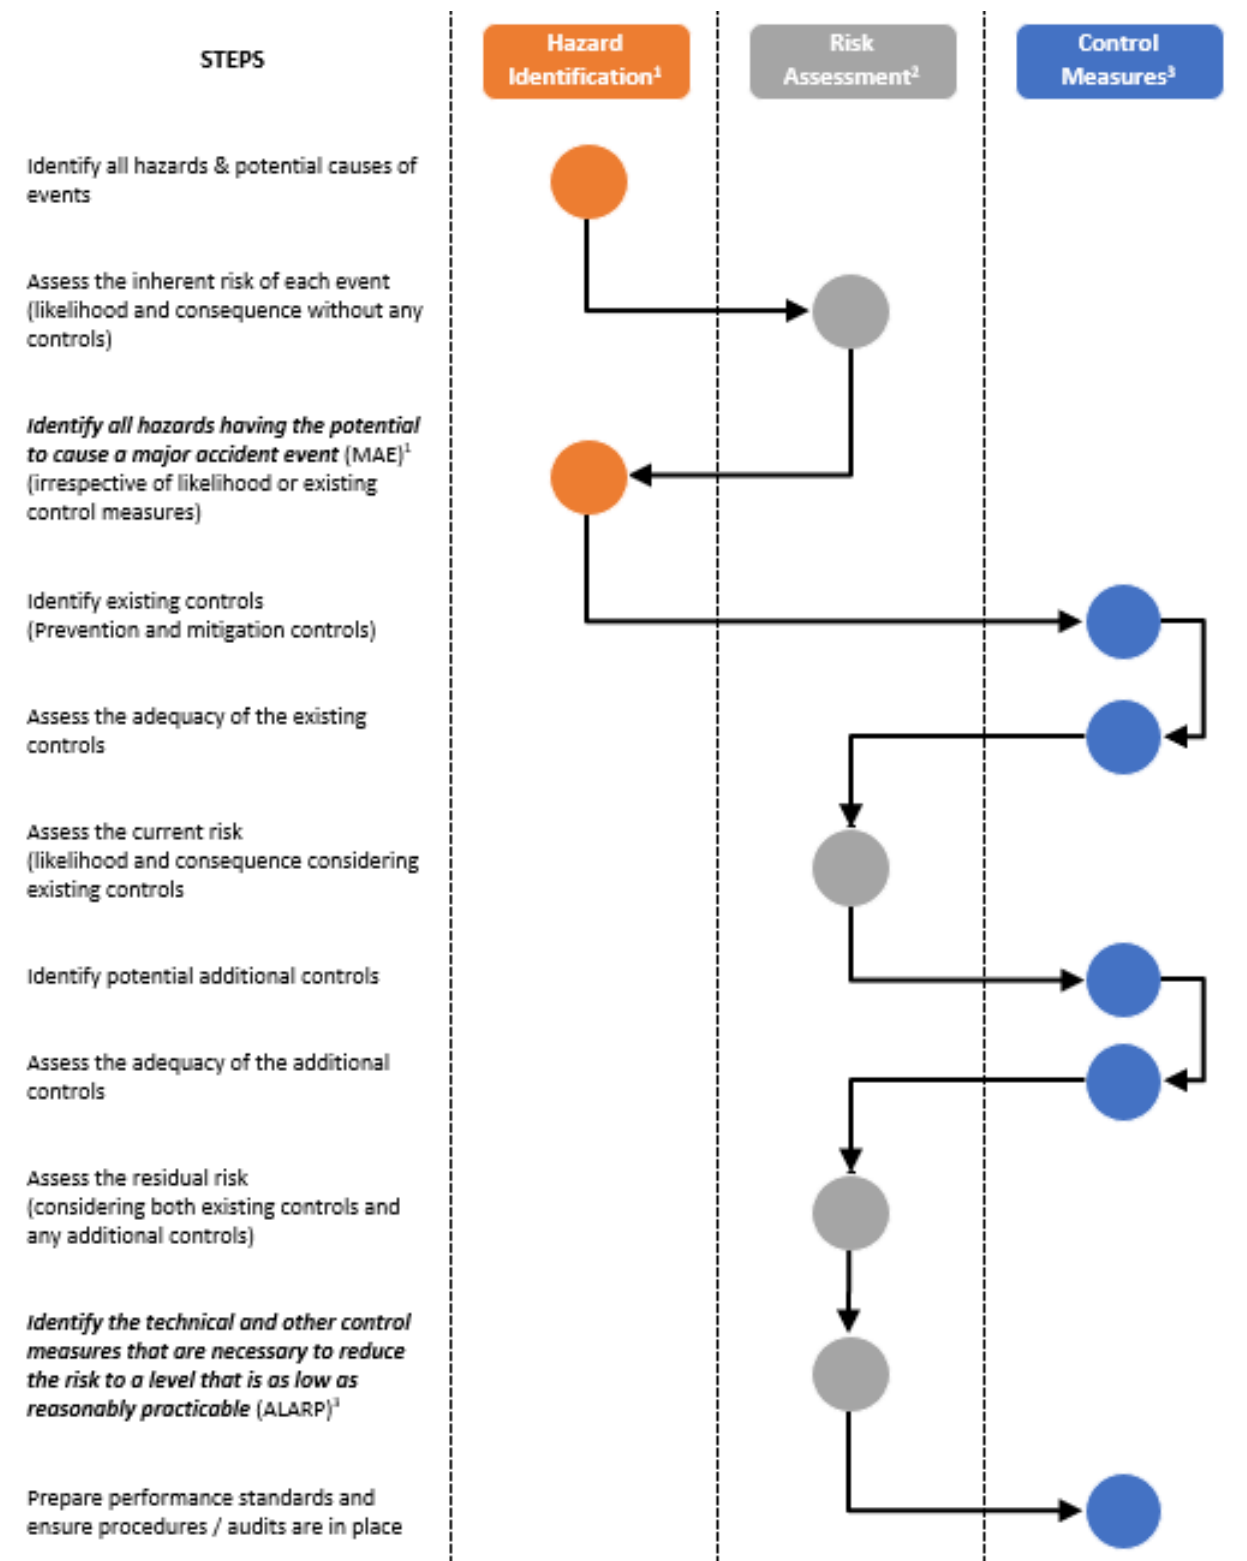 STEPS
Hazard
Identification¹
Risk
Assessment²
Control
Measures³
Identify all hazards & potential causes of
events
Assess the inherent risk of each event
(likelihood and consequence without any
controls)
Identify all hazards having the potential
to cause a major accident event (MAE)¹
(irrespective of likelihood or existing
control measures)
Identify existing controls
(Prevention and mitigation controls)
Assess the adequacy of the existing
controls
Assess the current risk
(likelihood and consequence considering
existing controls
Identify potential additional controls
Assess the adequacy of the additional
controls
Assess the residual risk
(considering both existing controls and
any additional controls)
Identify the technical and other control
measures that are necessary to reduce
the risk to a level that is as low as
reasonably practicable (ALARP)³
Prepare performance standards and
ensure procedures / audits are in place